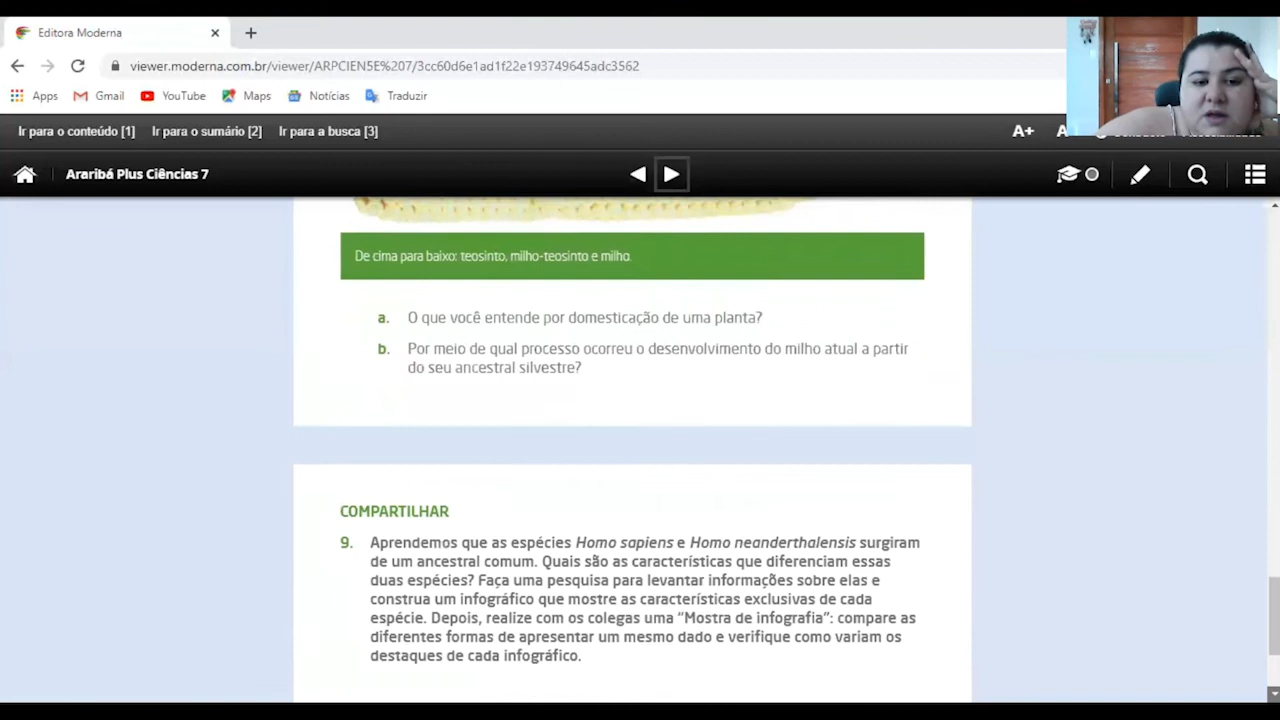 Editora Moderna
viewer.moderna.com.br/viewer/ARPCIEN5E%207/3cc60d6e1ad1f22e193749645adc3562
Apps Gmail YouTube Maps Notícias Traduzir
Ir para o conteúdo [1] Ir para o sumário [2] Ir para a busca [3] A+
Araribá Plus Ciências 7
De cima para baixo: teosinto, milho-teosinto e milho.
a. O que você entende por domesticação de uma planta?
b. Por meio de qual processo ocorreu o desenvolvimento do milho atual a partir
do seu ancestral silvestre?
COMPARTILHAR
9. Aprendemos que as espécies Homo sapiens e Homo neanderthalensis surgiram
de um ancestral comum. Quais são as características que diferenciam essas
duas espécies? Faça uma pesquisa para levantar informações sobre elas e
construa um infográfico que mostre as características exclusivas de cada
espécie. Depois, realize com os colegas uma “Mostra de infografia”: compare as
diferentes formas de apresentar um mesmo dado e verifique como variam os
destaques de cada infográfico.